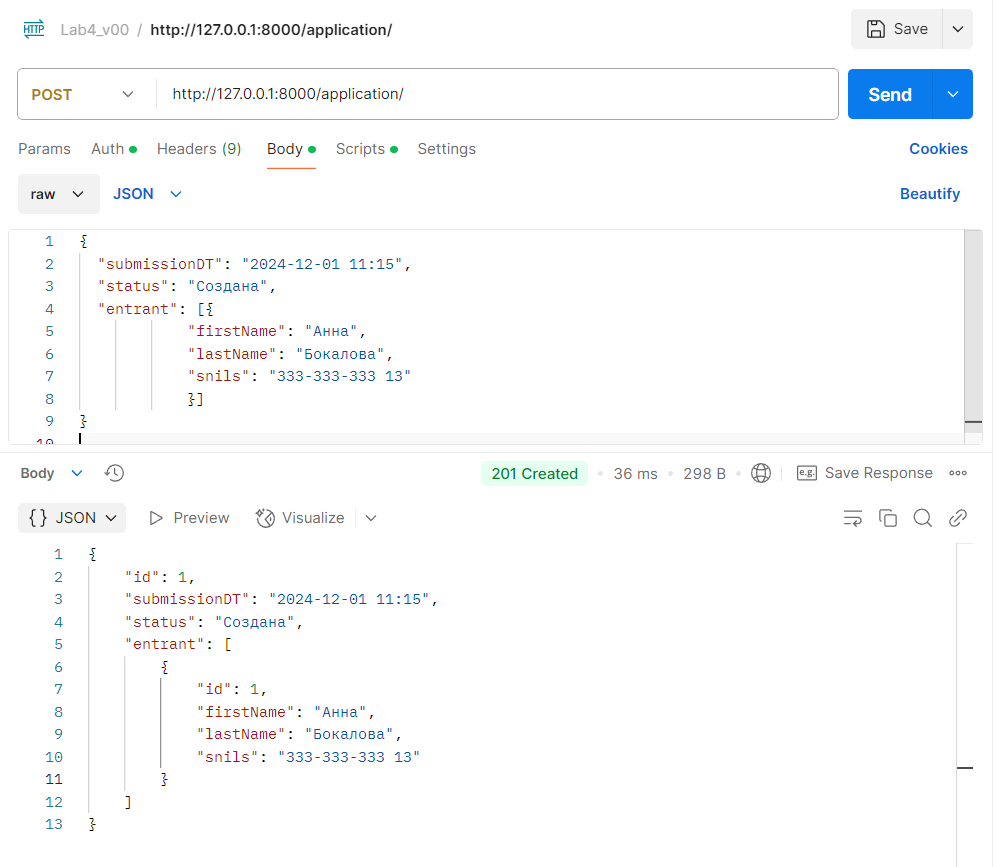 HTTP Lab4_v00 / http://127.0.0.1:8000/application/ Save
POST http://127.0.0.1:8000/application/ Send
Params Auth Headers (9) Body Scripts Settings Cookies
raw JSON Beautify
1 {
2 "submissionDT": "2024-12-01 11:15",
3 "status": "Создана",
4 "entrant": [{
5 "firstName": "Анна",
6 "lastName": "Бокалова",
7 "snils": "333-333-333 13"
8 }]
9 }
10
Body 201 Created 36 ms 298 B e.g. Save Response
{} JSON Preview Visualize
1 {
2 "id": 1,
3 "submissionDT": "2024-12-01 11:15",
4 "status": "Создана",
5 "entrant": [
6 {
7 "id": 1,
8 "firstName": "Анна",
9 "lastName": "Бокалова",
10 "snils": "333-333-333 13"
11 }
12 ]
13 }